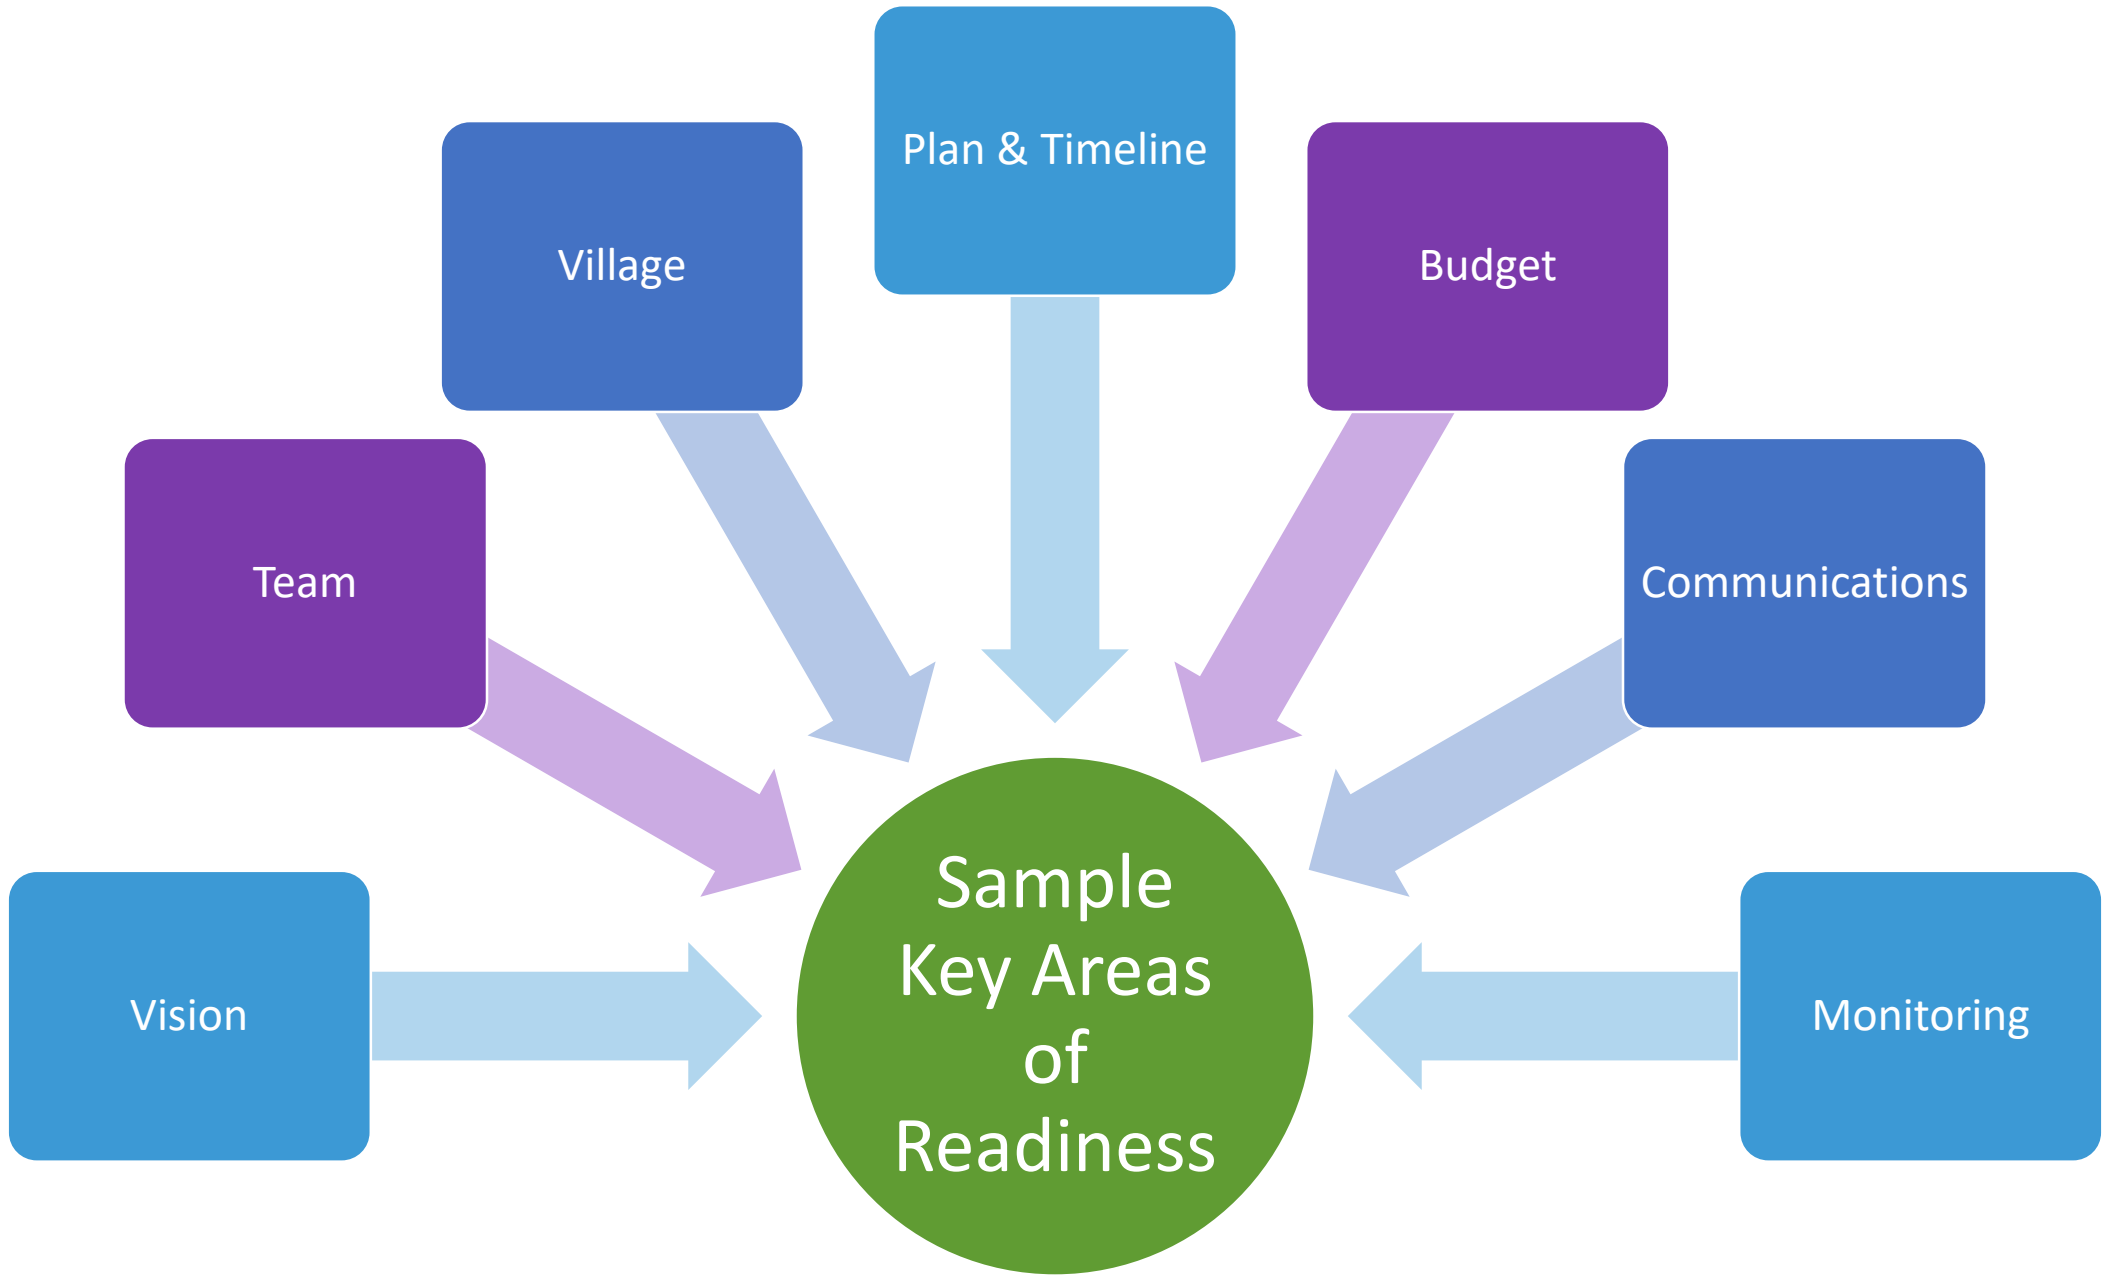 Plan & Timeline
Village
Budget
Team
Communications
Sample
Key Areas
of
Readiness
Vision
Monitoring